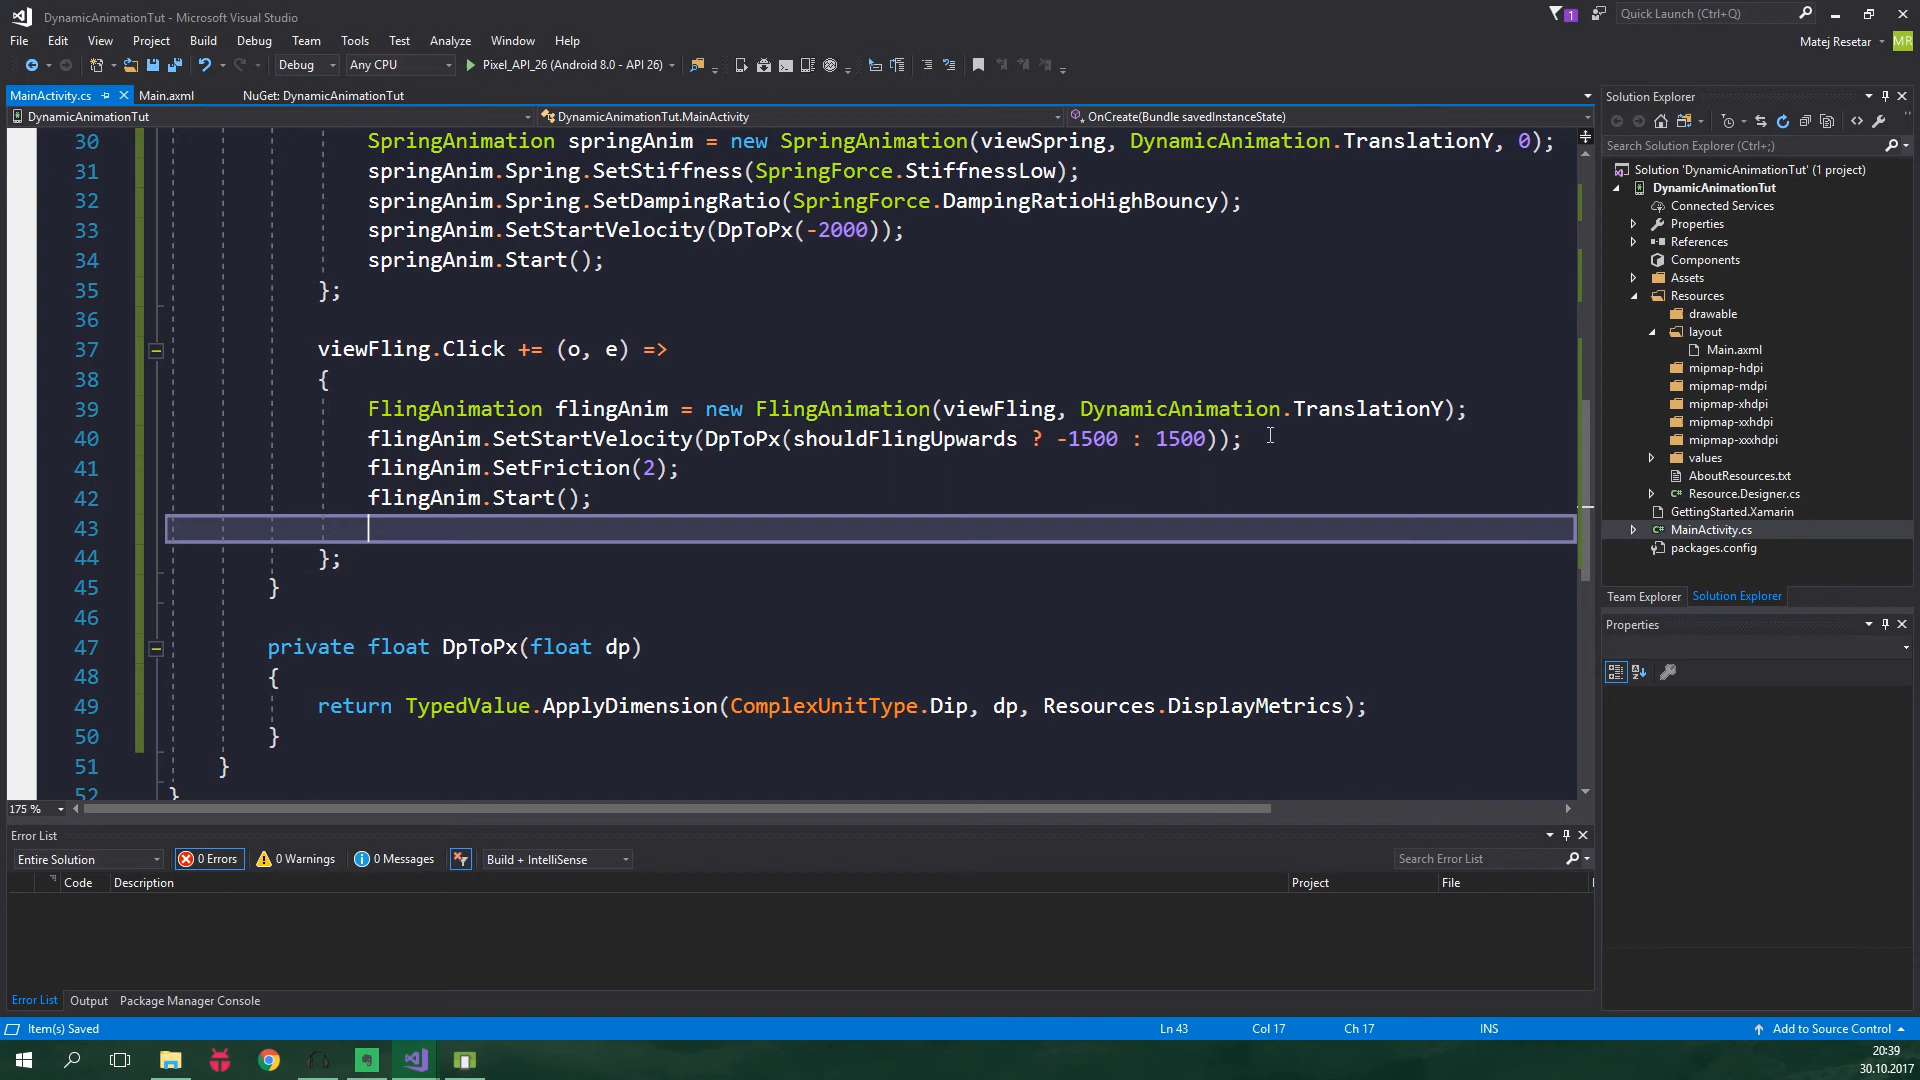 DynamicAnimationTut - Microsoft Visual Studio
1
Quick Launch (Ctrl+Q)
File Edit View Project Build Debug Team Tools Test Analyze Window Help
Matej Resetar
MR
Debug Any CPU Pixel_API_26 (Android 8.0 - API 26)
MainActivity.cs Main.axml NuGet: DynamicAnimationTut
DynamicAnimationTut DynamicAnimationTut.MainActivity OnCreate(Bundle savedInstanceState)
30 SpringAnimation springAnim = new SpringAnimation(viewSpring, DynamicAnimation.TranslationY, 0);
31 springAnim.Spring.SetStiffness(SpringForce.StiffnessLow);
32 springAnim.Spring.SetDampingRatio(SpringForce.DampingRatioHighBouncy);
33 springAnim.SetStartVelocity(DpToPx(-2000));
34 springAnim.Start();
35 };
36
37 viewFling.Click += (o, e) =>
38 {
39 FlingAnimation flingAnim = new FlingAnimation(viewFling, DynamicAnimation.TranslationY);
40 flingAnim.SetStartVelocity(DpToPx(shouldFlingUpwards ? -1500 : 1500));
41 flingAnim.SetFriction(2);
42 flingAnim.Start();
43
44 };
45 }
46
47 private float DpToPx(float dp)
48 {
49 return TypedValue.ApplyDimension(ComplexUnitType.Dip, dp, Resources.DisplayMetrics);
50 }
51 }
52 }
175 %
Solution Explorer
Search Solution Explorer (Ctrl+;)
Solution 'DynamicAnimationTut' (1 project)
DynamicAnimationTut
Connected Services
Properties
References
Components
Assets
Resources
drawable
layout
Main.axml
mipmap-hdpi
mipmap-mdpi
mipmap-xhdpi
mipmap-xxhdpi
mipmap-xxxhdpi
values
AboutResources.txt
Resource.Designer.cs
GettingStarted.Xamarin
MainActivity.cs
packages.config
Team Explorer Solution Explorer
Properties
Error List
Entire Solution 0 Errors 0 Warnings 0 Messages Build + IntelliSense Search Error List
Code Description Project File
Error List Output Package Manager Console
Item(s) Saved Ln 43 Col 17 Ch 17 INS Add to Source Control
20:39
30.10.2017